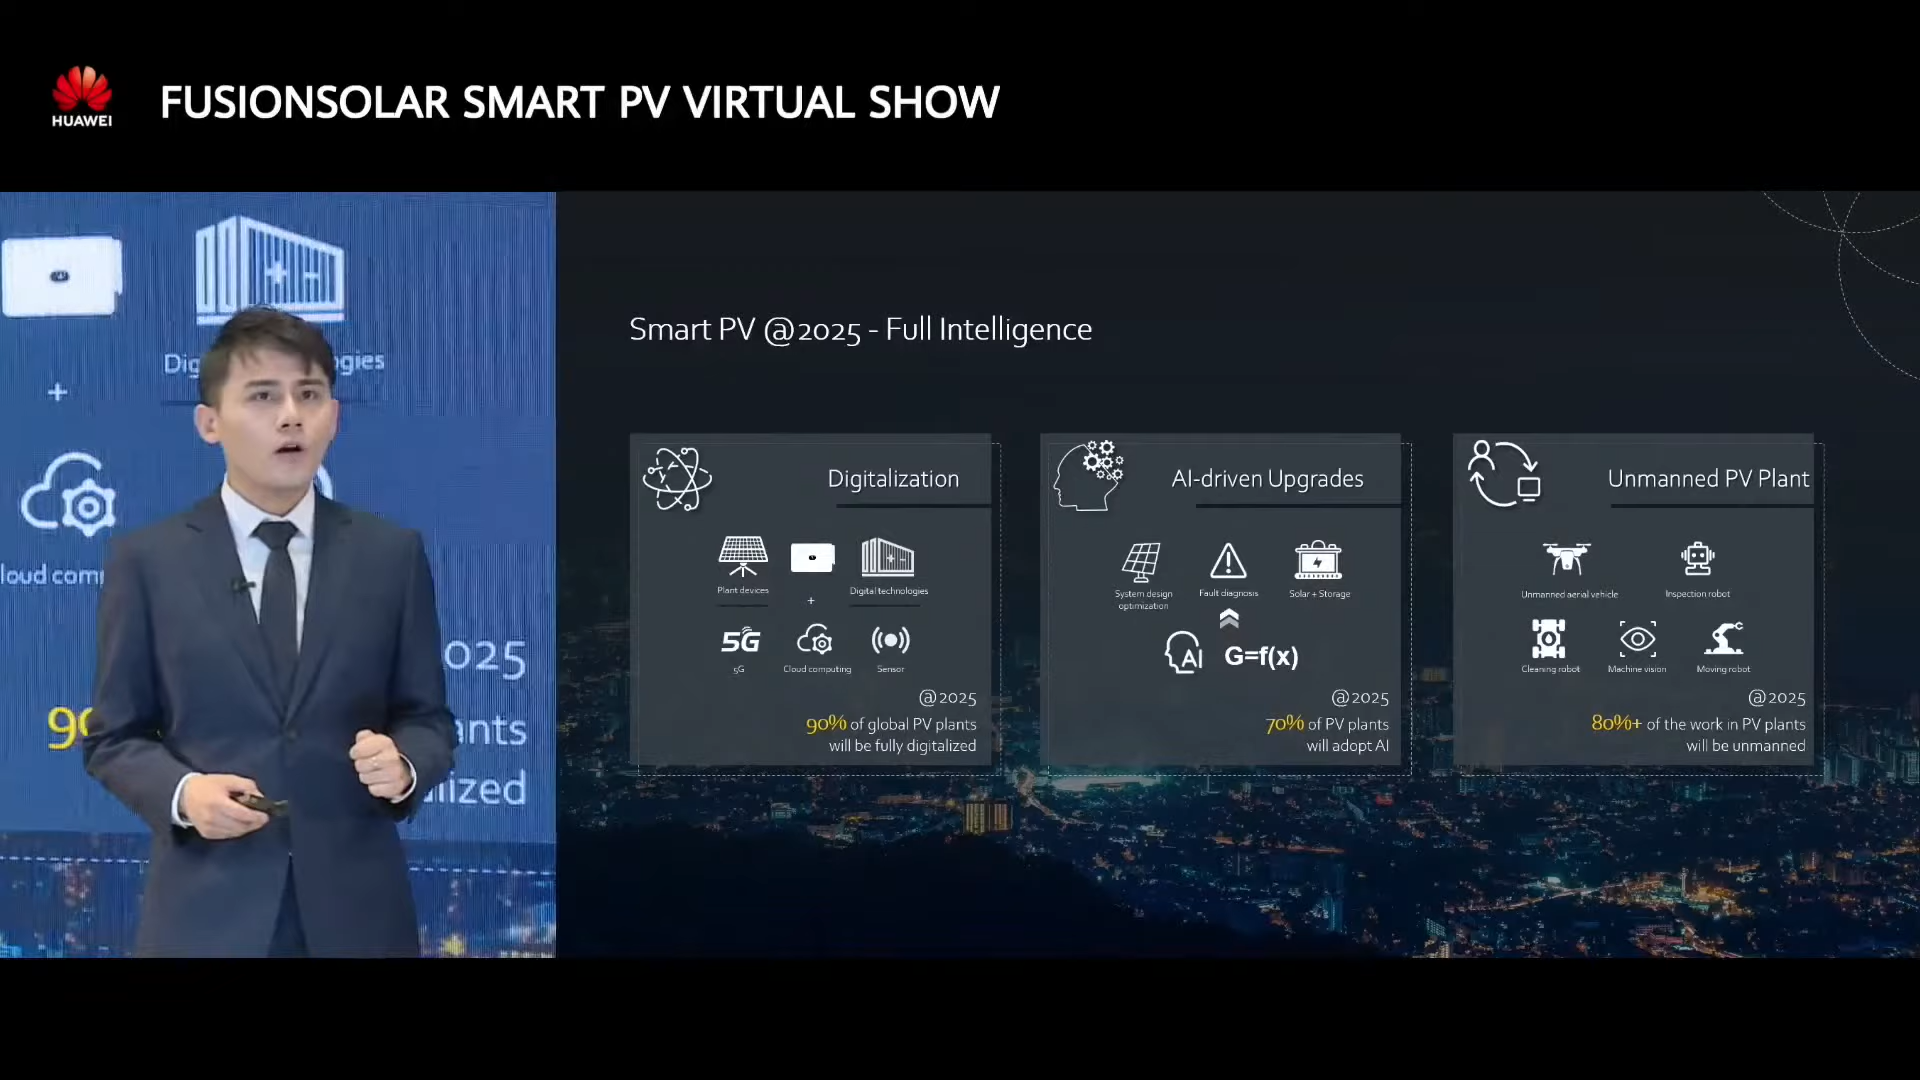 HUAWEI
FUSIONSOLAR SMART PV VIRTUAL SHOW
+
025
90
ants
Smart PV @2025 - Full Intelligence
Digitalization
Plant devices
+
Digital technologies
5G
5G
Cloud computing
Sensor
@2025
90% of global PV plants
will be fully digitalized
AI-driven Upgrades
System design
optimization
Fault diagnosis
Solar + Storage
AI
G=f(x)
@2025
70% of PV plants
will adopt AI
Unmanned PV Plant
Unmanned aerial vehicle
Inspection robot
Cleaning robot
Machine vision
Moving robot
@2025
80%+ of the work in PV plants
will be unmanned